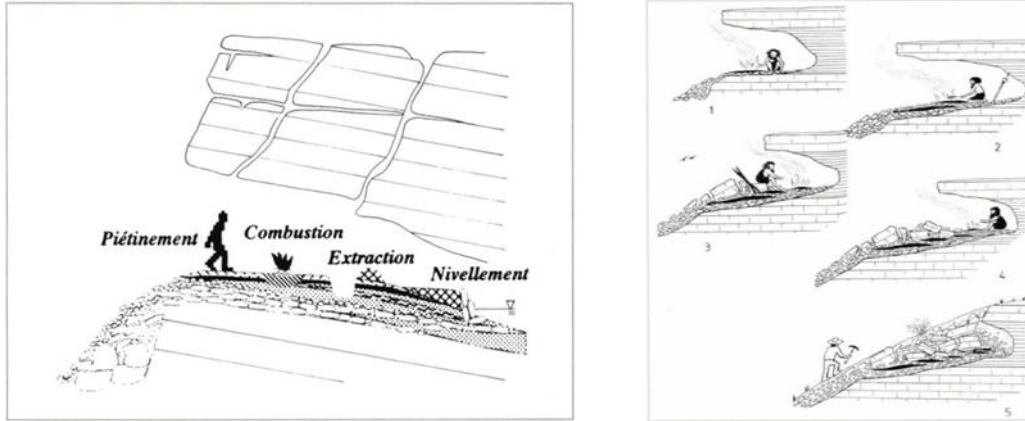 Piétinement
Combustion
Extraction
Nivellement
1
2
3
4
5